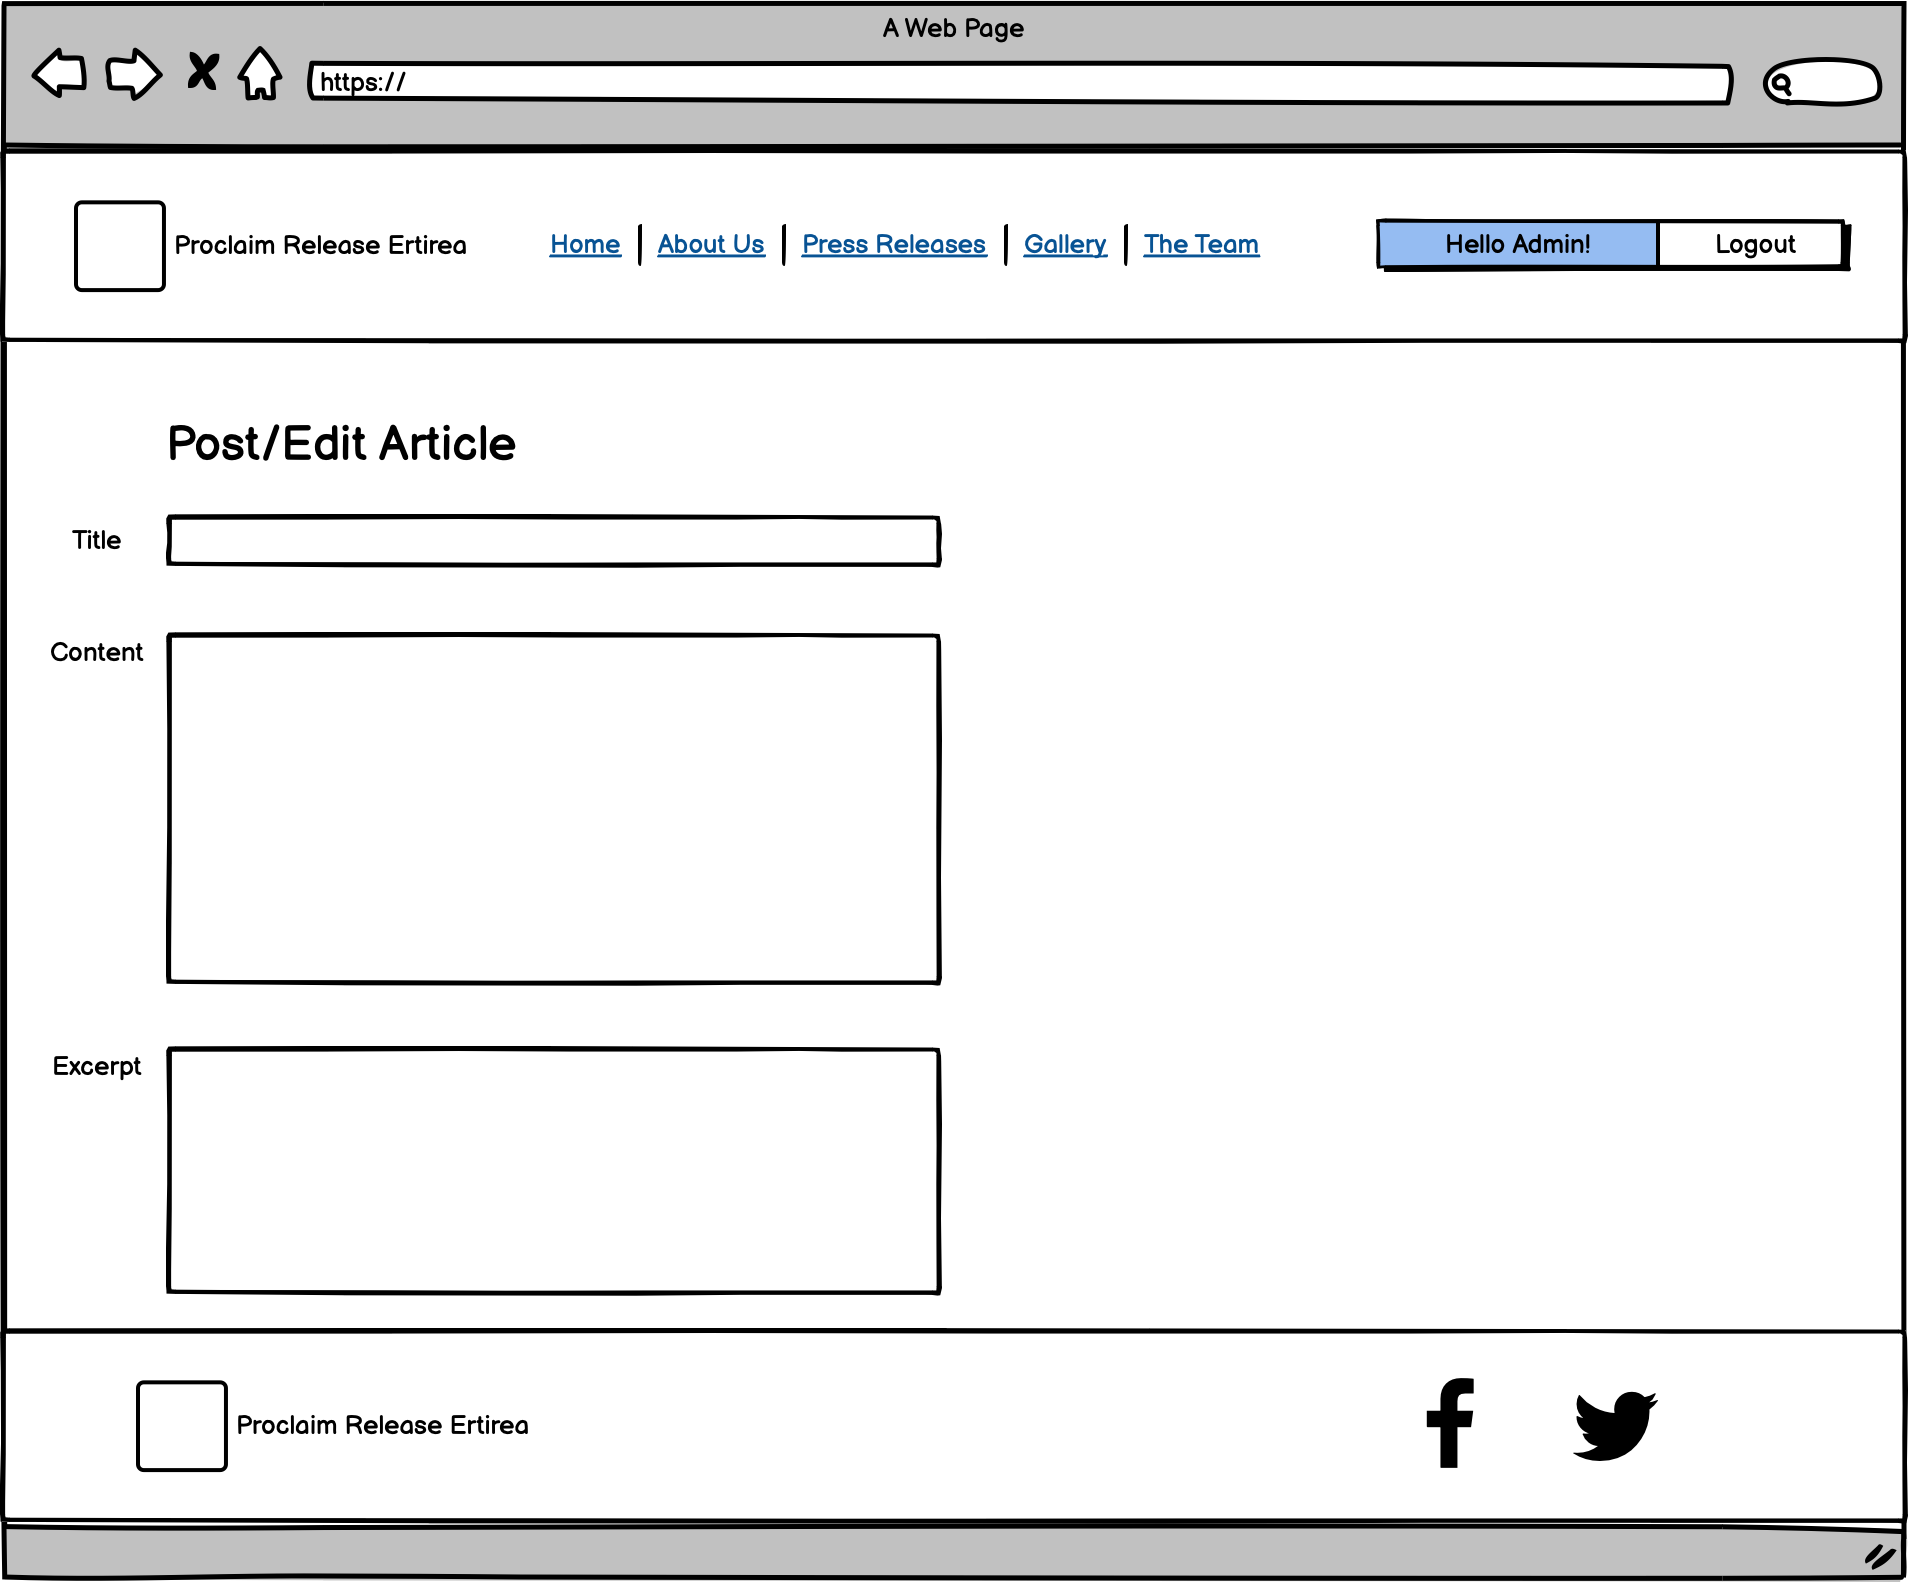 A Web Page
https://
Proclaim Release Ertirea
Home
About Us
Press Releases
Gallery
The Team
Hello Admin!
Logout
Post/Edit Article
Title
Content
Excerpt
Proclaim Release Ertirea